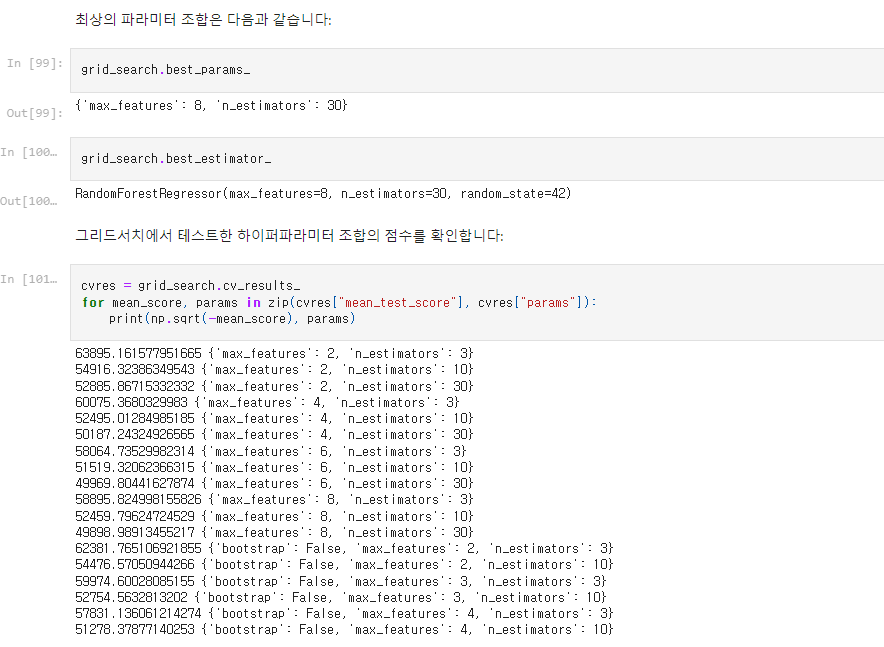 최상의 파라미터 조합은 다음과 같습니다:
In [99]:
grid_search.best_params_
Out[99]:
{'max_features': 8, 'n_estimators': 30}
In [100…
grid_search.best_estimator_
Out[100…
RandomForestRegressor(max_features=8, n_estimators=30, random_state=42)
그리드서치에서 테스트한 하이퍼파라미터 조합의 점수를 확인합니다:
In [101…
cvres = grid_search.cv_results_
for mean_score, params in zip(cvres["mean_test_score"], cvres["params"]):
    print(np.sqrt(-mean_score), params)
63895.161577951665 {'max_features': 2, 'n_estimators': 3}
54916.32386349543 {'max_features': 2, 'n_estimators': 10}
52885.86715332332 {'max_features': 2, 'n_estimators': 30}
60075.3680329983 {'max_features': 4, 'n_estimators': 3}
52495.01284985185 {'max_features': 4, 'n_estimators': 10}
50187.24324926565 {'max_features': 4, 'n_estimators': 30}
58064.73529982314 {'max_features': 6, 'n_estimators': 3}
51519.32062366315 {'max_features': 6, 'n_estimators': 10}
49969.80441627874 {'max_features': 6, 'n_estimators': 30}
58895.824998155826 {'max_features': 8, 'n_estimators': 3}
52459.79624724529 {'max_features': 8, 'n_estimators': 10}
49898.98913455217 {'max_features': 8, 'n_estimators': 30}
62381.765106921855 {'bootstrap': False, 'max_features': 2, 'n_estimators': 3}
54476.57050944266 {'bootstrap': False, 'max_features': 2, 'n_estimators': 10}
59974.60028085155 {'bootstrap': False, 'max_features': 3, 'n_estimators': 3}
52754.5632813202 {'bootstrap': False, 'max_features': 3, 'n_estimators': 10}
57831.136061214274 {'bootstrap': False, 'max_features': 4, 'n_estimators': 3}
51278.37877140253 {'bootstrap': False, 'max_features': 4, 'n_estimators': 10}